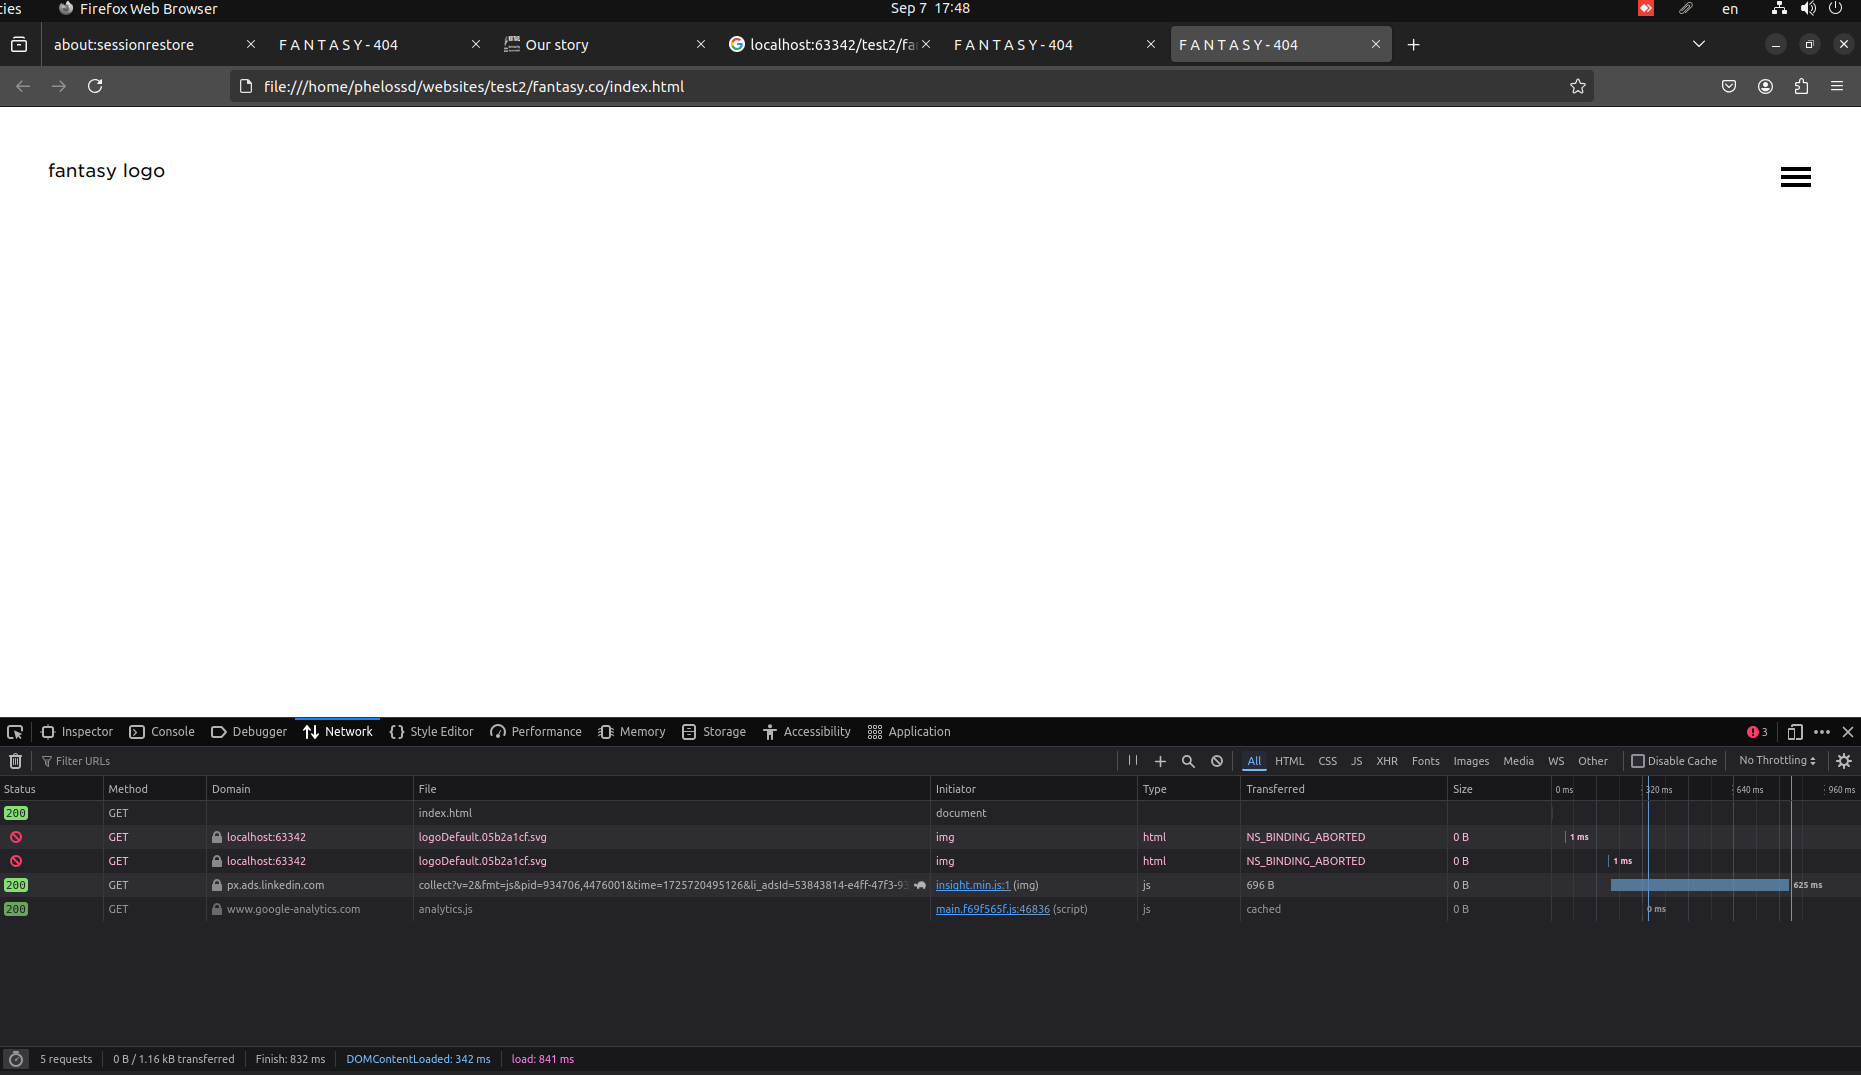 ties Firefox Web Browser Sep 7 17:48 en
about:sessionrestore F A N T A S Y - 404 Our story localhost:63342/test2/fa F A N T A S Y - 404 F A N T A S Y - 404
file:///home/phelossd/websites/test2/fantasy.co/index.html
fantasy logo
Inspector Console Debugger Network Style Editor Performance Memory Storage Accessibility Application 3
Filter URLs All HTML CSS JS XHR Fonts Images Media WS Other Disable Cache No Throttling
Status Method Domain File Initiator Type Transferred Size 0 ms 320 ms 640 ms 960 ms
200 GET index.html document
GET localhost:63342 logoDefault.05b2a1cf.svg img html NS_BINDING_ABORTED 0 B 1 ms
GET localhost:63342 logoDefault.05b2a1cf.svg img html NS_BINDING_ABORTED 0 B 1 ms
200 GET px.ads.linkedin.com collect?v=2&fmt=js&pid=934706,4476001&time=1725720495126&li_adsId=53843814-e4ff-47f3-93 insight.min.js:1 (img) js 696 B 0 B 625 ms
200 GET www.google-analytics.com analytics.js main.f69f565f.js:46836 (script) js cached 0 B 0 ms
5 requests 0 B / 1.16 kB transferred Finish: 832 ms DOMContentLoaded: 342 ms load: 841 ms